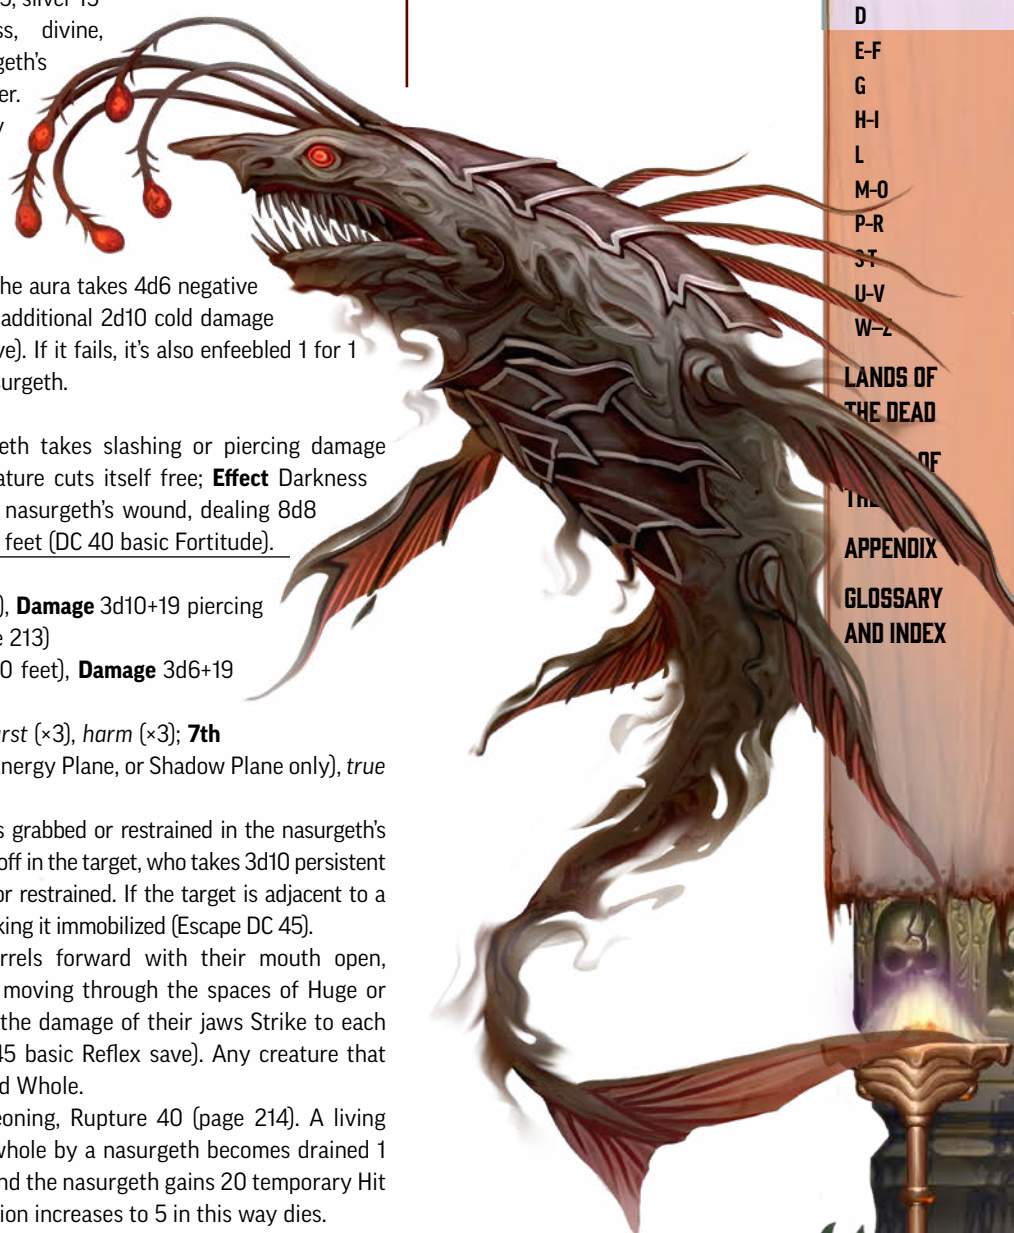 ss, divine,
geth's
er.
he aura takes 4d6 negative
additional 2d10 cold damage
ve). If it fails, it's also enfeebled 1 for 1
surgeth.
eth takes slashing or piercing damage
ature cuts itself free; Effect Darkness
nasurgeth's wound, dealing 8d8
feet (DC 40 basic Fortitude).
), Damage 3d10+19 piercing
e 213)
0 feet), Damage 3d6+19
rst (×3), harm (×3); 7th
nergy Plane, or Shadow Plane only), true
s grabbed or restrained in the nasurgeth's
off in the target, who takes 3d10 persistent
or restrained. If the target is adjacent to a
king it immobilized (Escape DC 45).
rrels forward with their mouth open,
moving through the spaces of Huge or
the damage of their jaws Strike to each
45 basic Reflex save). Any creature that
d Whole.
eoning, Rupture 40 (page 214). A living
whole by a nasurgeth becomes drained 1
nd the nasurgeth gains 20 temporary Hit
ion increases to 5 in this way dies.
D
E–F
G
H–I
L
M–O
P–R
S-T
U–V
W–Z
LANDS OF
THE DEAD
OF
APPENDIX
GLOSSARY
AND INDEX